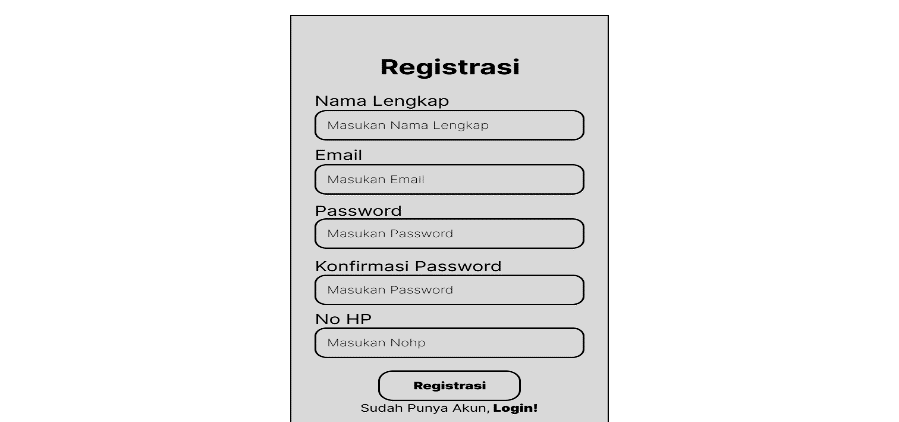 Registrasi
Nama Lengkap
Masukan Nama Lengkap
Email
Masukan Email
Password
Masukan Password
Konfirmasi Password
Masukan Password
No HP
Masukan Nohp
Registrasi
Sudah Punya Akun, Login!